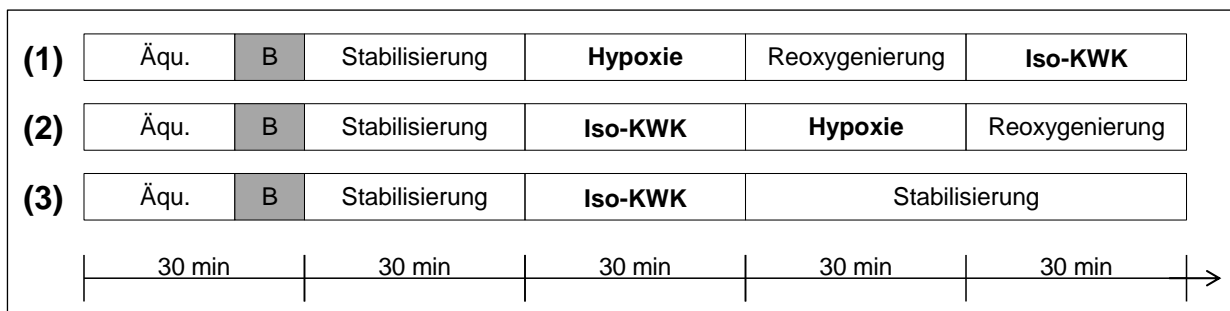 (1) Äqu. B Stabilisierung Hypoxie Reoxygenierung Iso-KWK
(2) Äqu. B Stabilisierung Iso-KWK Hypoxie Reoxygenierung
(3) Äqu. B Stabilisierung Iso-KWK Stabilisierung
30 min 30 min 30 min 30 min 30 min